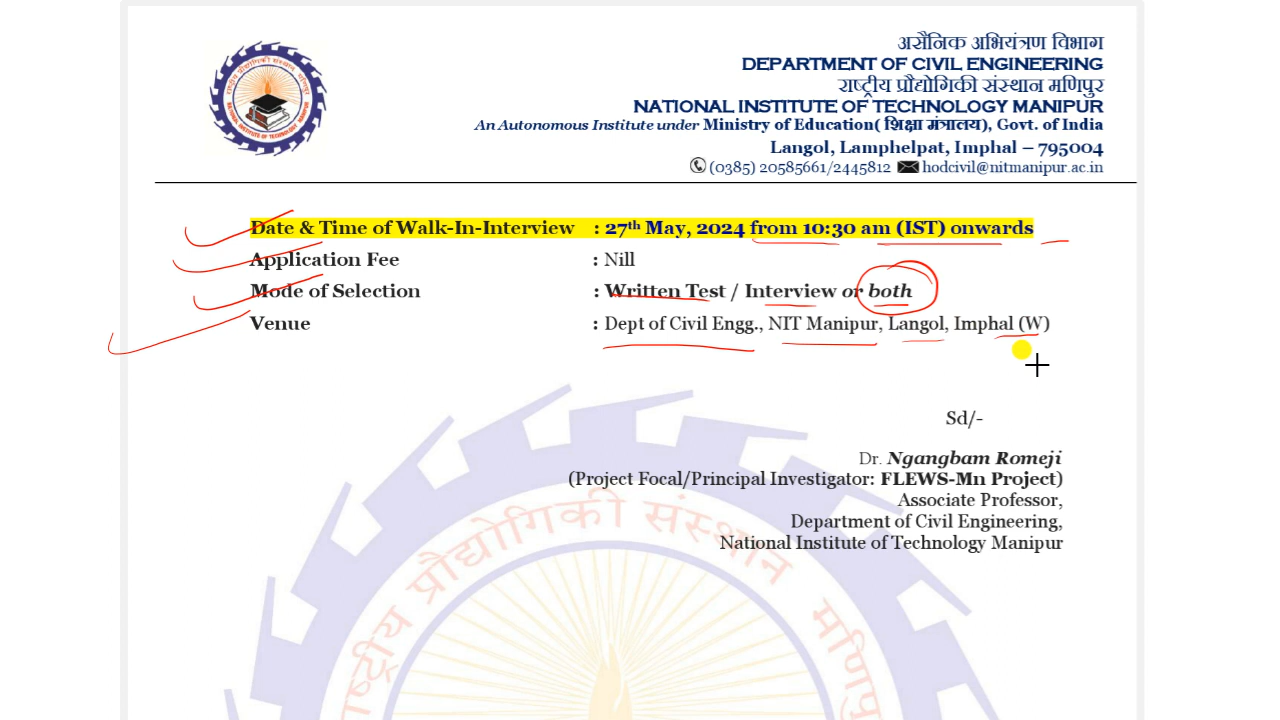 असैनिक अभियंत्रण विभाग
DEPARTMENT OF CIVIL ENGINEERING
राष्ट्रीय प्रौद्योगिकी संस्थान मणिपुर
NATIONAL INSTITUTE OF TECHNOLOGY MANIPUR
An Autonomous Institute under Ministry of Education( शिक्षा मंत्रालय), Govt. of India
Langol, Lamphelpat, Imphal – 795004
(0385) 20585661/2445812 hodcivil@nitmanipur.ac.in
Date & Time of Walk-In-Interview : 27th May, 2024 from 10:30 am (IST) onwards
Application Fee : Nill
Mode of Selection : Written Test / Interview or both
Venue : Dept of Civil Engg., NIT Manipur, Langol, Imphal (W)
Sd/-
Dr. Ngangbam Romeji
(Project Focal/Principal Investigator: FLEWS-Mn Project)
Associate Professor,
Department of Civil Engineering,
National Institute of Technology Manipur
राष्ट्रीय प्रौद्योगिकी संस्थान